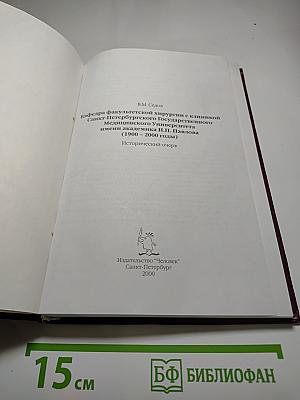 В.М. Седов
Кафедра факультетской хирургии с клиникой
Санкт-Петербургского Государственного
Медицинского Университета
имени академика И.П. Павлова
(1900 – 2000 годы)
Исторический очерк
Издательство "Человек"
Санкт-Петербург
2000
15 см
БФ БИБЛИОФАН